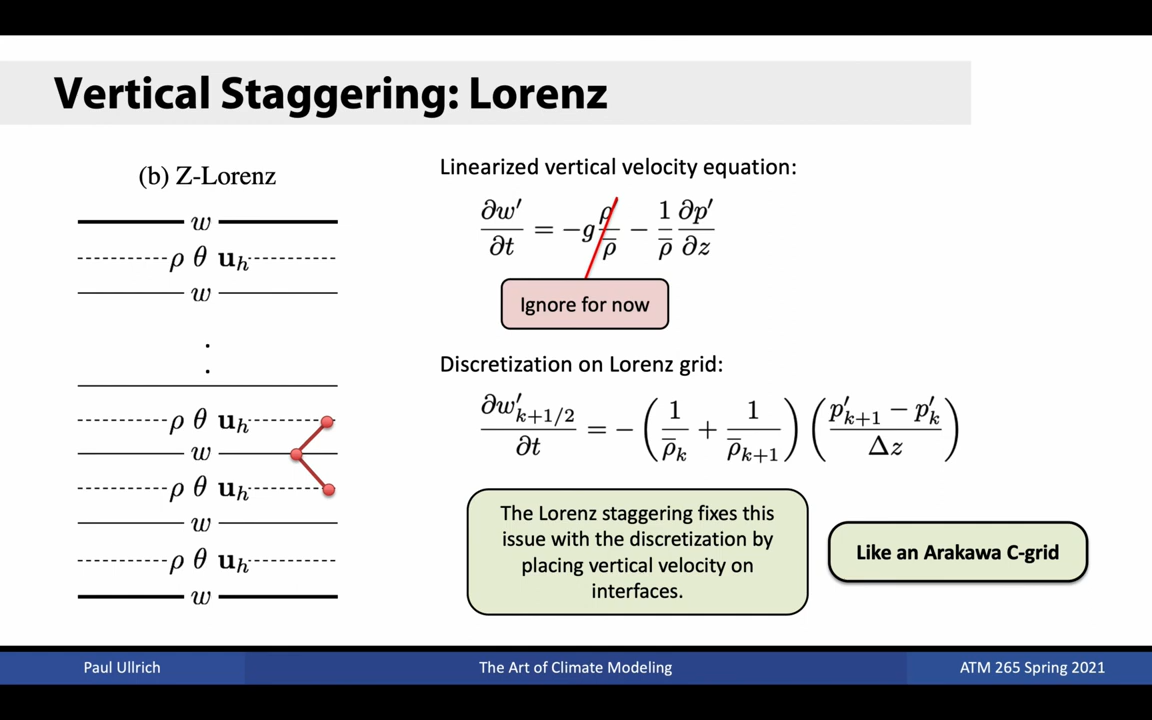 Vertical Staggering: Lorenz
(b) Z-Lorenz
w
ρ θ u_h
w
.
.
ρ θ u_h
w
ρ θ u_h
w
ρ θ u_h
w
Linearized vertical velocity equation:
∂w′/∂t = −g ρ/ρ̅ − 1/ρ̅ ∂p′/∂z
Ignore for now
Discretization on Lorenz grid:
∂w′_{k+1/2}/∂t = −(1/ρ̅_k + 1/ρ̅_{k+1}) ((p′_{k+1} − p′_k)/Δz)
The Lorenz staggering fixes this
issue with the discretization by
placing vertical velocity on
interfaces.
Like an Arakawa C-grid
Paul Ullrich
The Art of Climate Modeling
ATM 265 Spring 2021